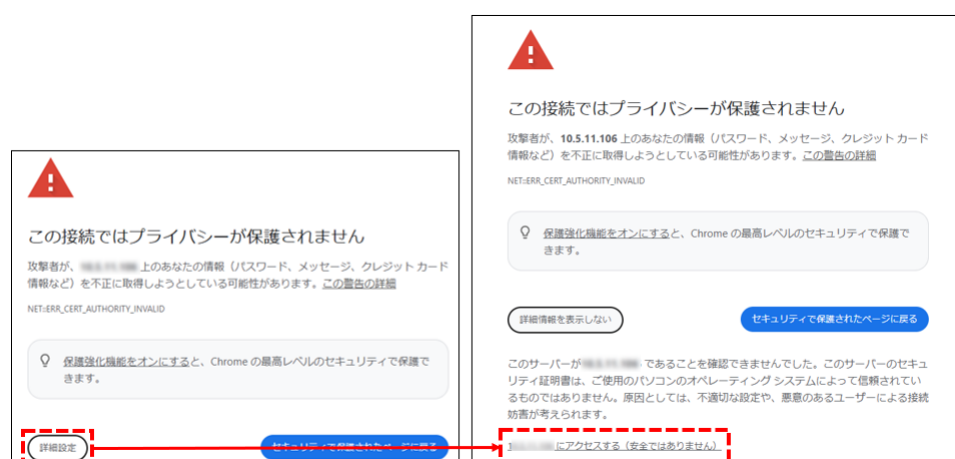 この接続ではプライバシーが保護されません
攻撃者が、 上のあなたの情報（パスワード、メッセージ、クレジット カード
情報など）を不正に取得しようとしている可能性があります。この警告の詳細
NET::ERR_CERT_AUTHORITY_INVALID
保護強化機能をオンにすると、Chrome の最高レベルのセキュリティで保護で
きます。
詳細設定
セキュリティで保護されたページに戻る
この接続ではプライバシーが保護されません
攻撃者が、10.5.11.106 上のあなたの情報（パスワード、メッセージ、クレジット カード
情報など）を不正に取得しようとしている可能性があります。この警告の詳細
NET::ERR_CERT_AUTHORITY_INVALID
保護強化機能をオンにすると、Chrome の最高レベルのセキュリティで保護で
きます。
詳細情報を表示しない
セキュリティで保護されたページに戻る
このサーバーが であることを確認できませんでした。このサーバーのセキュ
リティ証明書は、ご使用のパソコンのオペレーティング システムによって信頼されてい
るものではありません。原因としては、不適切な設定や、悪意のあるユーザーによる接続
妨害が考えられます。
にアクセスする（安全ではありません）